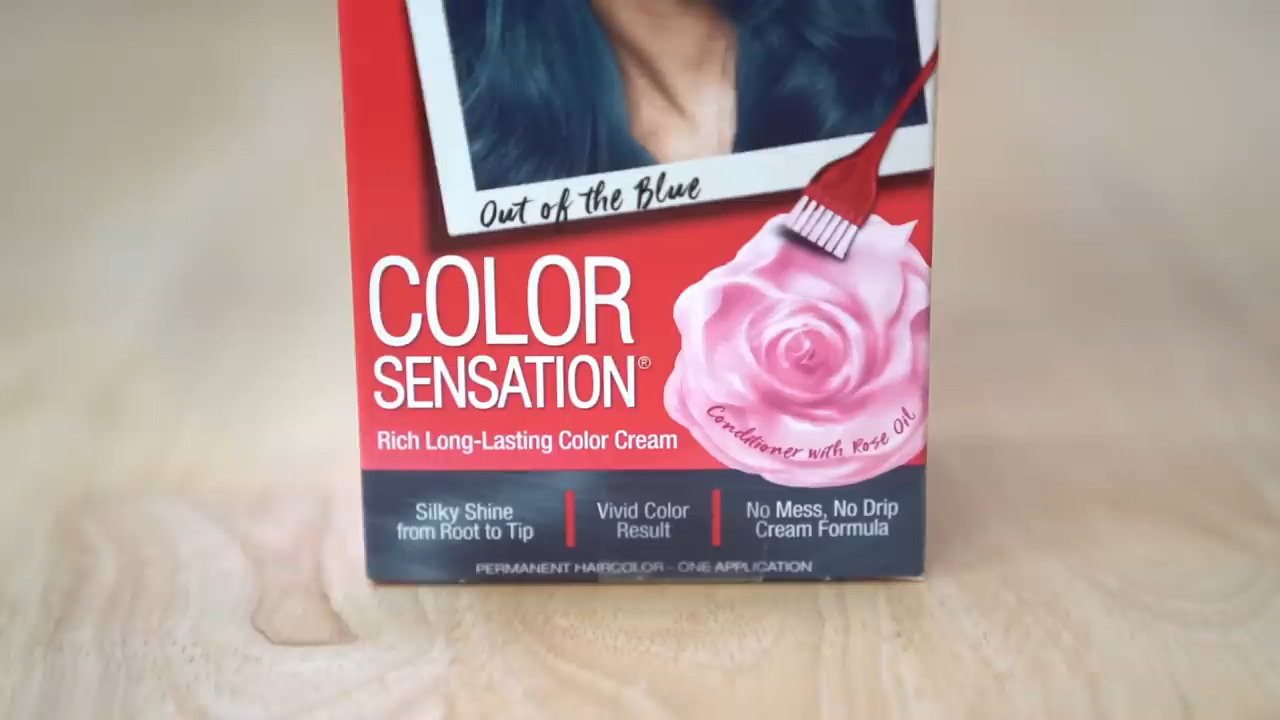 Out of the Blue
COLOR
SENSATION®
Rich Long-Lasting Color Cream
Conditioner with Rose Oil
Silky Shine
from Root to Tip
Vivid Color
Result
No Mess, No Drip
Cream Formula
PERMANENT HAIRCOLOR - ONE APPLICATION